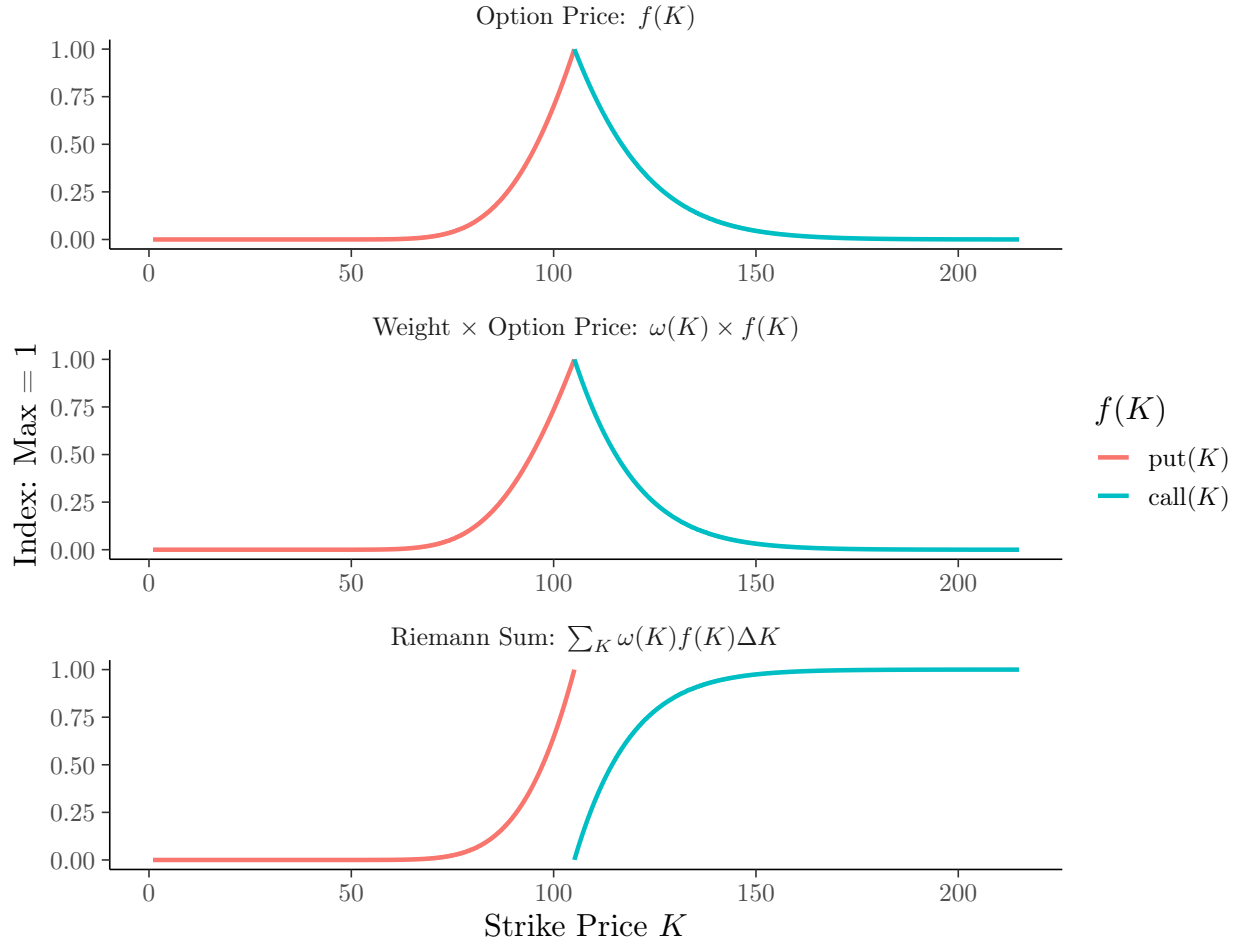 Option Price: f(K)
1.00
0.75
0.50
0.25
0.00
0 50 100 150 200
Weight × Option Price: ω(K) × f(K)
1.00
0.75
0.50
0.25
0.00
0 50 100 150 200
Riemann Sum: ∑_K ω(K)f(K)ΔK
1.00
0.75
0.50
0.25
0.00
0 50 100 150 200
Strike Price K
Index: Max = 1
f(K)
put(K)
call(K)